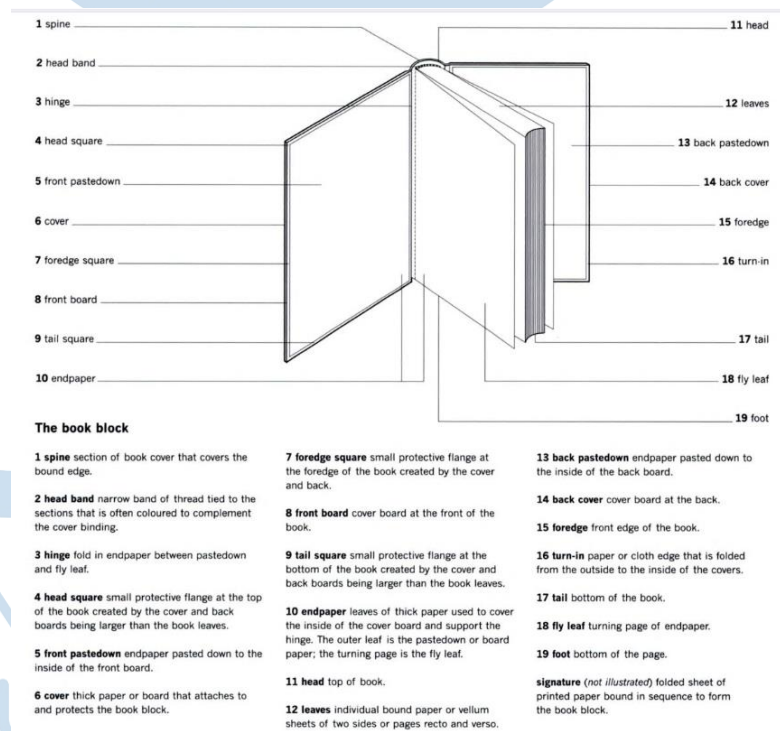 1 spine
2 head band
3 hinge
4 head square
5 front pastedown
6 cover
7 foredge square
8 front board
9 tail square
10 endpaper
11 head
12 leaves
13 back pastedown
14 back cover
15 foredge
16 turn-in
17 tail
18 fly leaf
19 foot
The book block
1 spine section of book cover that covers the
bound edge.
2 head band narrow band of thread tied to the
sections that is often coloured to complement
the cover binding.
3 hinge fold in endpaper between pastedown
and fly leaf.
4 head square small protective flange at the top
of the book created by the cover and back
boards being larger than the book leaves.
5 front pastedown endpaper pasted down to the
inside of the front board.
6 cover thick paper or board that attaches to
and protects the book block.
7 foredge square small protective flange at
the foredge of the book created by the cover
and back.
8 front board cover board at the front of the
book.
9 tail square small protective flange at the
bottom of the book created by the cover and
back boards being larger than the book leaves.
10 endpaper leaves of thick paper used to cover
the inside of the cover board and support the
hinge. The outer leaf is the pastedown or board
paper; the turning page is the fly leaf.
11 head top of book.
12 leaves individual bound paper or vellum
sheets of two sides or pages recto and verso.
13 back pastedown endpaper pasted down to
the inside of the back board.
14 back cover cover board at the back.
15 foredge front edge of the book.
16 turn-in paper or cloth edge that is folded
from the outside to the inside of the covers.
17 tail bottom of the book.
18 fly leaf turning page of endpaper.
19 foot bottom of the page.
signature (not illustrated) folded sheet of
printed paper bound in sequence to form
the book block.